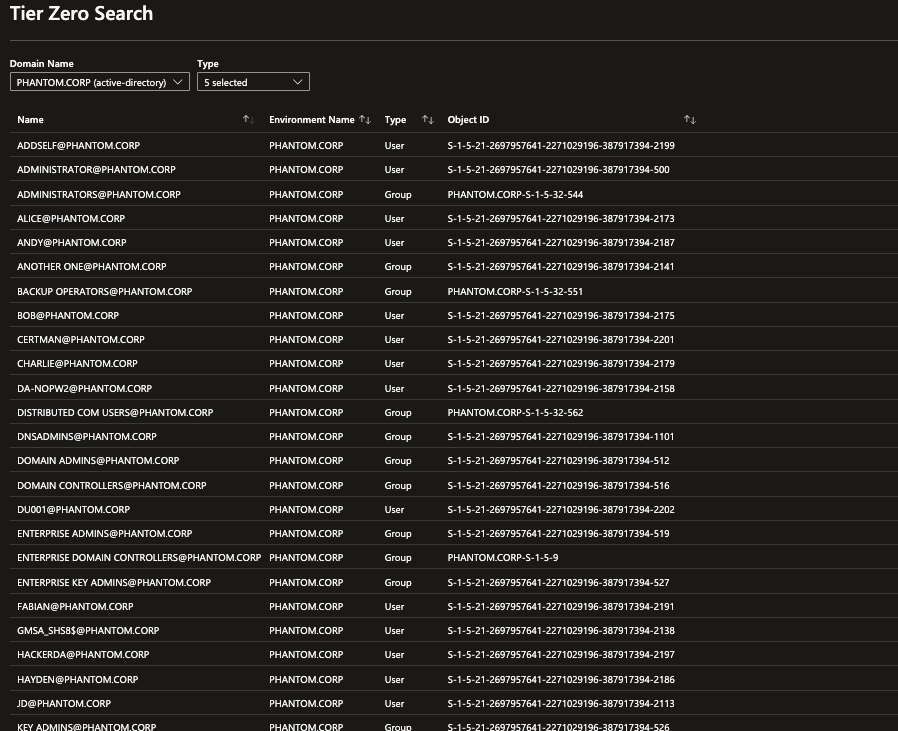 Tier Zero Search
Domain Name Type
PHANTOM.CORP (active-directory) 5 selected
Name Environment Name Type Object ID
ADDSELF@PHANTOM.CORP PHANTOM.CORP User S-1-5-21-2697957641-2271029196-387917394-2199
ADMINISTRATOR@PHANTOM.CORP PHANTOM.CORP User S-1-5-21-2697957641-2271029196-387917394-500
ADMINISTRATORS@PHANTOM.CORP PHANTOM.CORP Group PHANTOM.CORP-S-1-5-32-544
ALICE@PHANTOM.CORP PHANTOM.CORP User S-1-5-21-2697957641-2271029196-387917394-2173
ANDY@PHANTOM.CORP PHANTOM.CORP User S-1-5-21-2697957641-2271029196-387917394-2187
ANOTHER ONE@PHANTOM.CORP PHANTOM.CORP Group S-1-5-21-2697957641-2271029196-387917394-2141
BACKUP OPERATORS@PHANTOM.CORP PHANTOM.CORP Group PHANTOM.CORP-S-1-5-32-551
BOB@PHANTOM.CORP PHANTOM.CORP User S-1-5-21-2697957641-2271029196-387917394-2175
CERTMAN@PHANTOM.CORP PHANTOM.CORP User S-1-5-21-2697957641-2271029196-387917394-2201
CHARLIE@PHANTOM.CORP PHANTOM.CORP User S-1-5-21-2697957641-2271029196-387917394-2179
DA-NOPW2@PHANTOM.CORP PHANTOM.CORP User S-1-5-21-2697957641-2271029196-387917394-2158
DISTRIBUTED COM USERS@PHANTOM.CORP PHANTOM.CORP Group PHANTOM.CORP-S-1-5-32-562
DNSADMINS@PHANTOM.CORP PHANTOM.CORP Group S-1-5-21-2697957641-2271029196-387917394-1101
DOMAIN ADMINS@PHANTOM.CORP PHANTOM.CORP Group S-1-5-21-2697957641-2271029196-387917394-512
DOMAIN CONTROLLERS@PHANTOM.CORP PHANTOM.CORP Group S-1-5-21-2697957641-2271029196-387917394-516
DU001@PHANTOM.CORP PHANTOM.CORP User S-1-5-21-2697957641-2271029196-387917394-2202
ENTERPRISE ADMINS@PHANTOM.CORP PHANTOM.CORP Group S-1-5-21-2697957641-2271029196-387917394-519
ENTERPRISE DOMAIN CONTROLLERS@PHANTOM.CORP PHANTOM.CORP Group PHANTOM.CORP-S-1-5-9
ENTERPRISE KEY ADMINS@PHANTOM.CORP PHANTOM.CORP Group S-1-5-21-2697957641-2271029196-387917394-527
FABIAN@PHANTOM.CORP PHANTOM.CORP User S-1-5-21-2697957641-2271029196-387917394-2191
GMSA_SHS8$@PHANTOM.CORP PHANTOM.CORP User S-1-5-21-2697957641-2271029196-387917394-2138
HACKERDA@PHANTOM.CORP PHANTOM.CORP User S-1-5-21-2697957641-2271029196-387917394-2197
HAYDEN@PHANTOM.CORP PHANTOM.CORP User S-1-5-21-2697957641-2271029196-387917394-2186
JD@PHANTOM.CORP PHANTOM.CORP User S-1-5-21-2697957641-2271029196-387917394-2113
KEY ADMINS@PHANTOM.CORP PHANTOM.CORP Group S-1-5-21-2697957641-2271029196-387917394-526